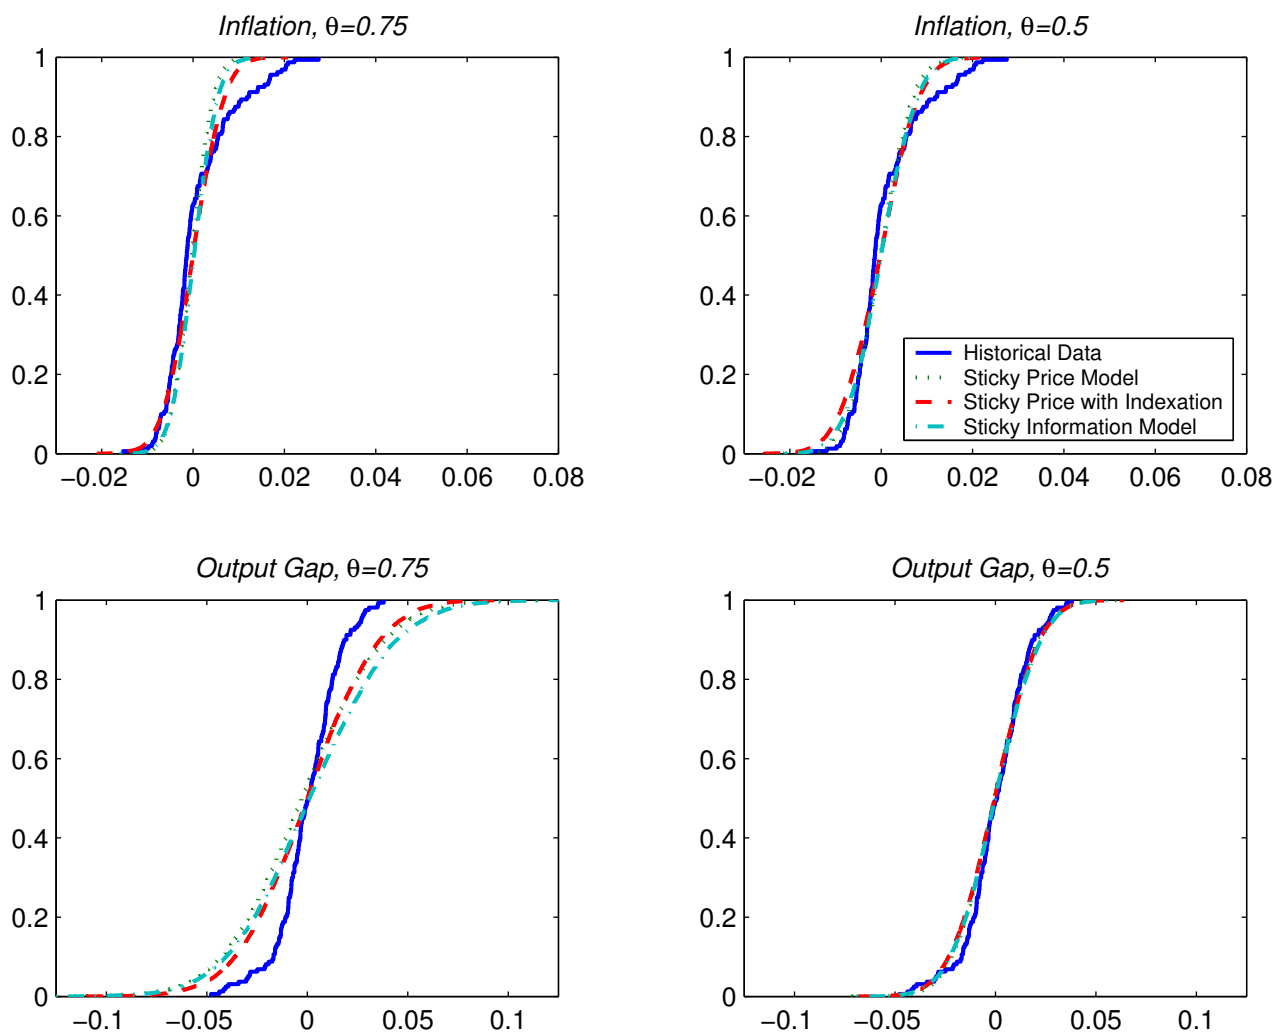 Inflation, θ=0.75
1
0.8
0.6
0.4
0.2
0
−0.02 0 0.02 0.04 0.06 0.08
Inflation, θ=0.5
1
0.8
0.6
0.4
0.2
0
−0.02 0 0.02 0.04 0.06 0.08
Historical Data
Sticky Price Model
Sticky Price with Indexation
Sticky Information Model
Output Gap, θ=0.75
1
0.8
0.6
0.4
0.2
0
−0.1 −0.05 0 0.05 0.1
Output Gap, θ=0.5
1
0.8
0.6
0.4
0.2
0
−0.1 −0.05 0 0.05 0.1